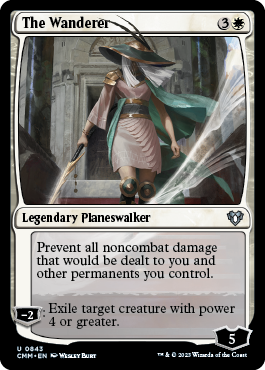 The Wanderer 3
Legendary Planeswalker
Prevent all noncombat damage
that would be dealt to you and
other permanents you control.
-2 : Exile target creature with power
4 or greater.
5
U 0843
CMM • EN Wesley Burt ™ & © 2023 Wizards of the Coast